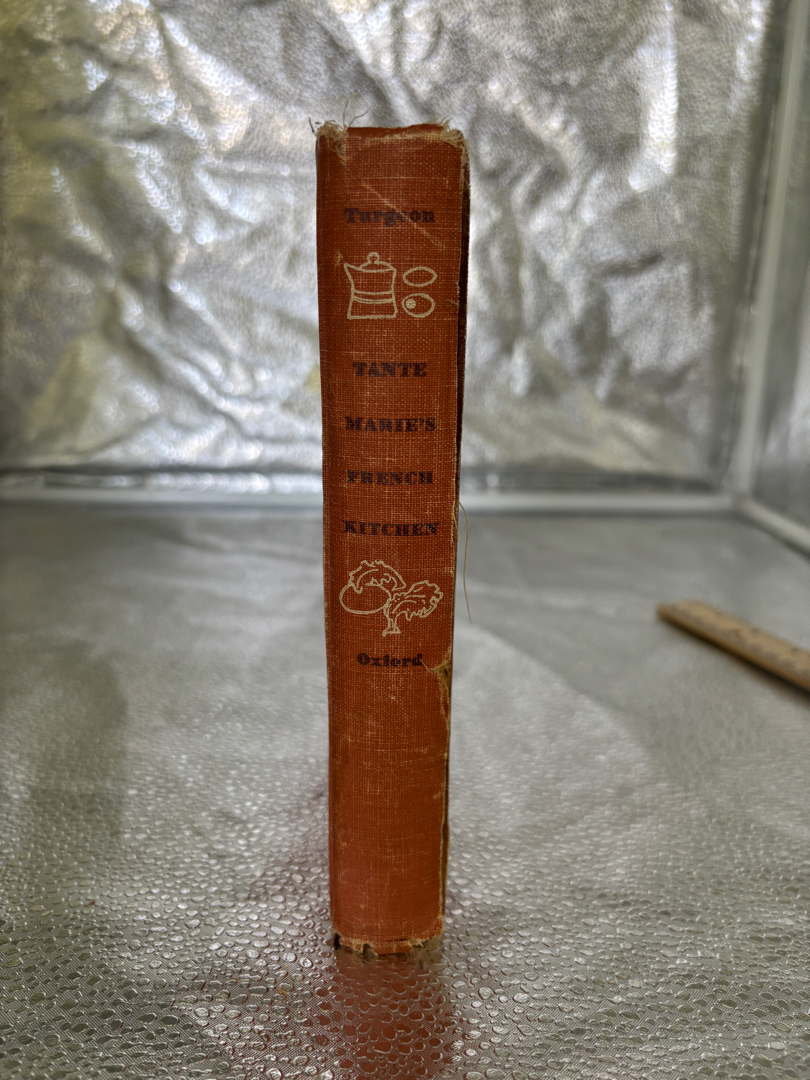 Turgeon
TANTE
MARIE'S
FRENCH
KITCHEN
Oxford